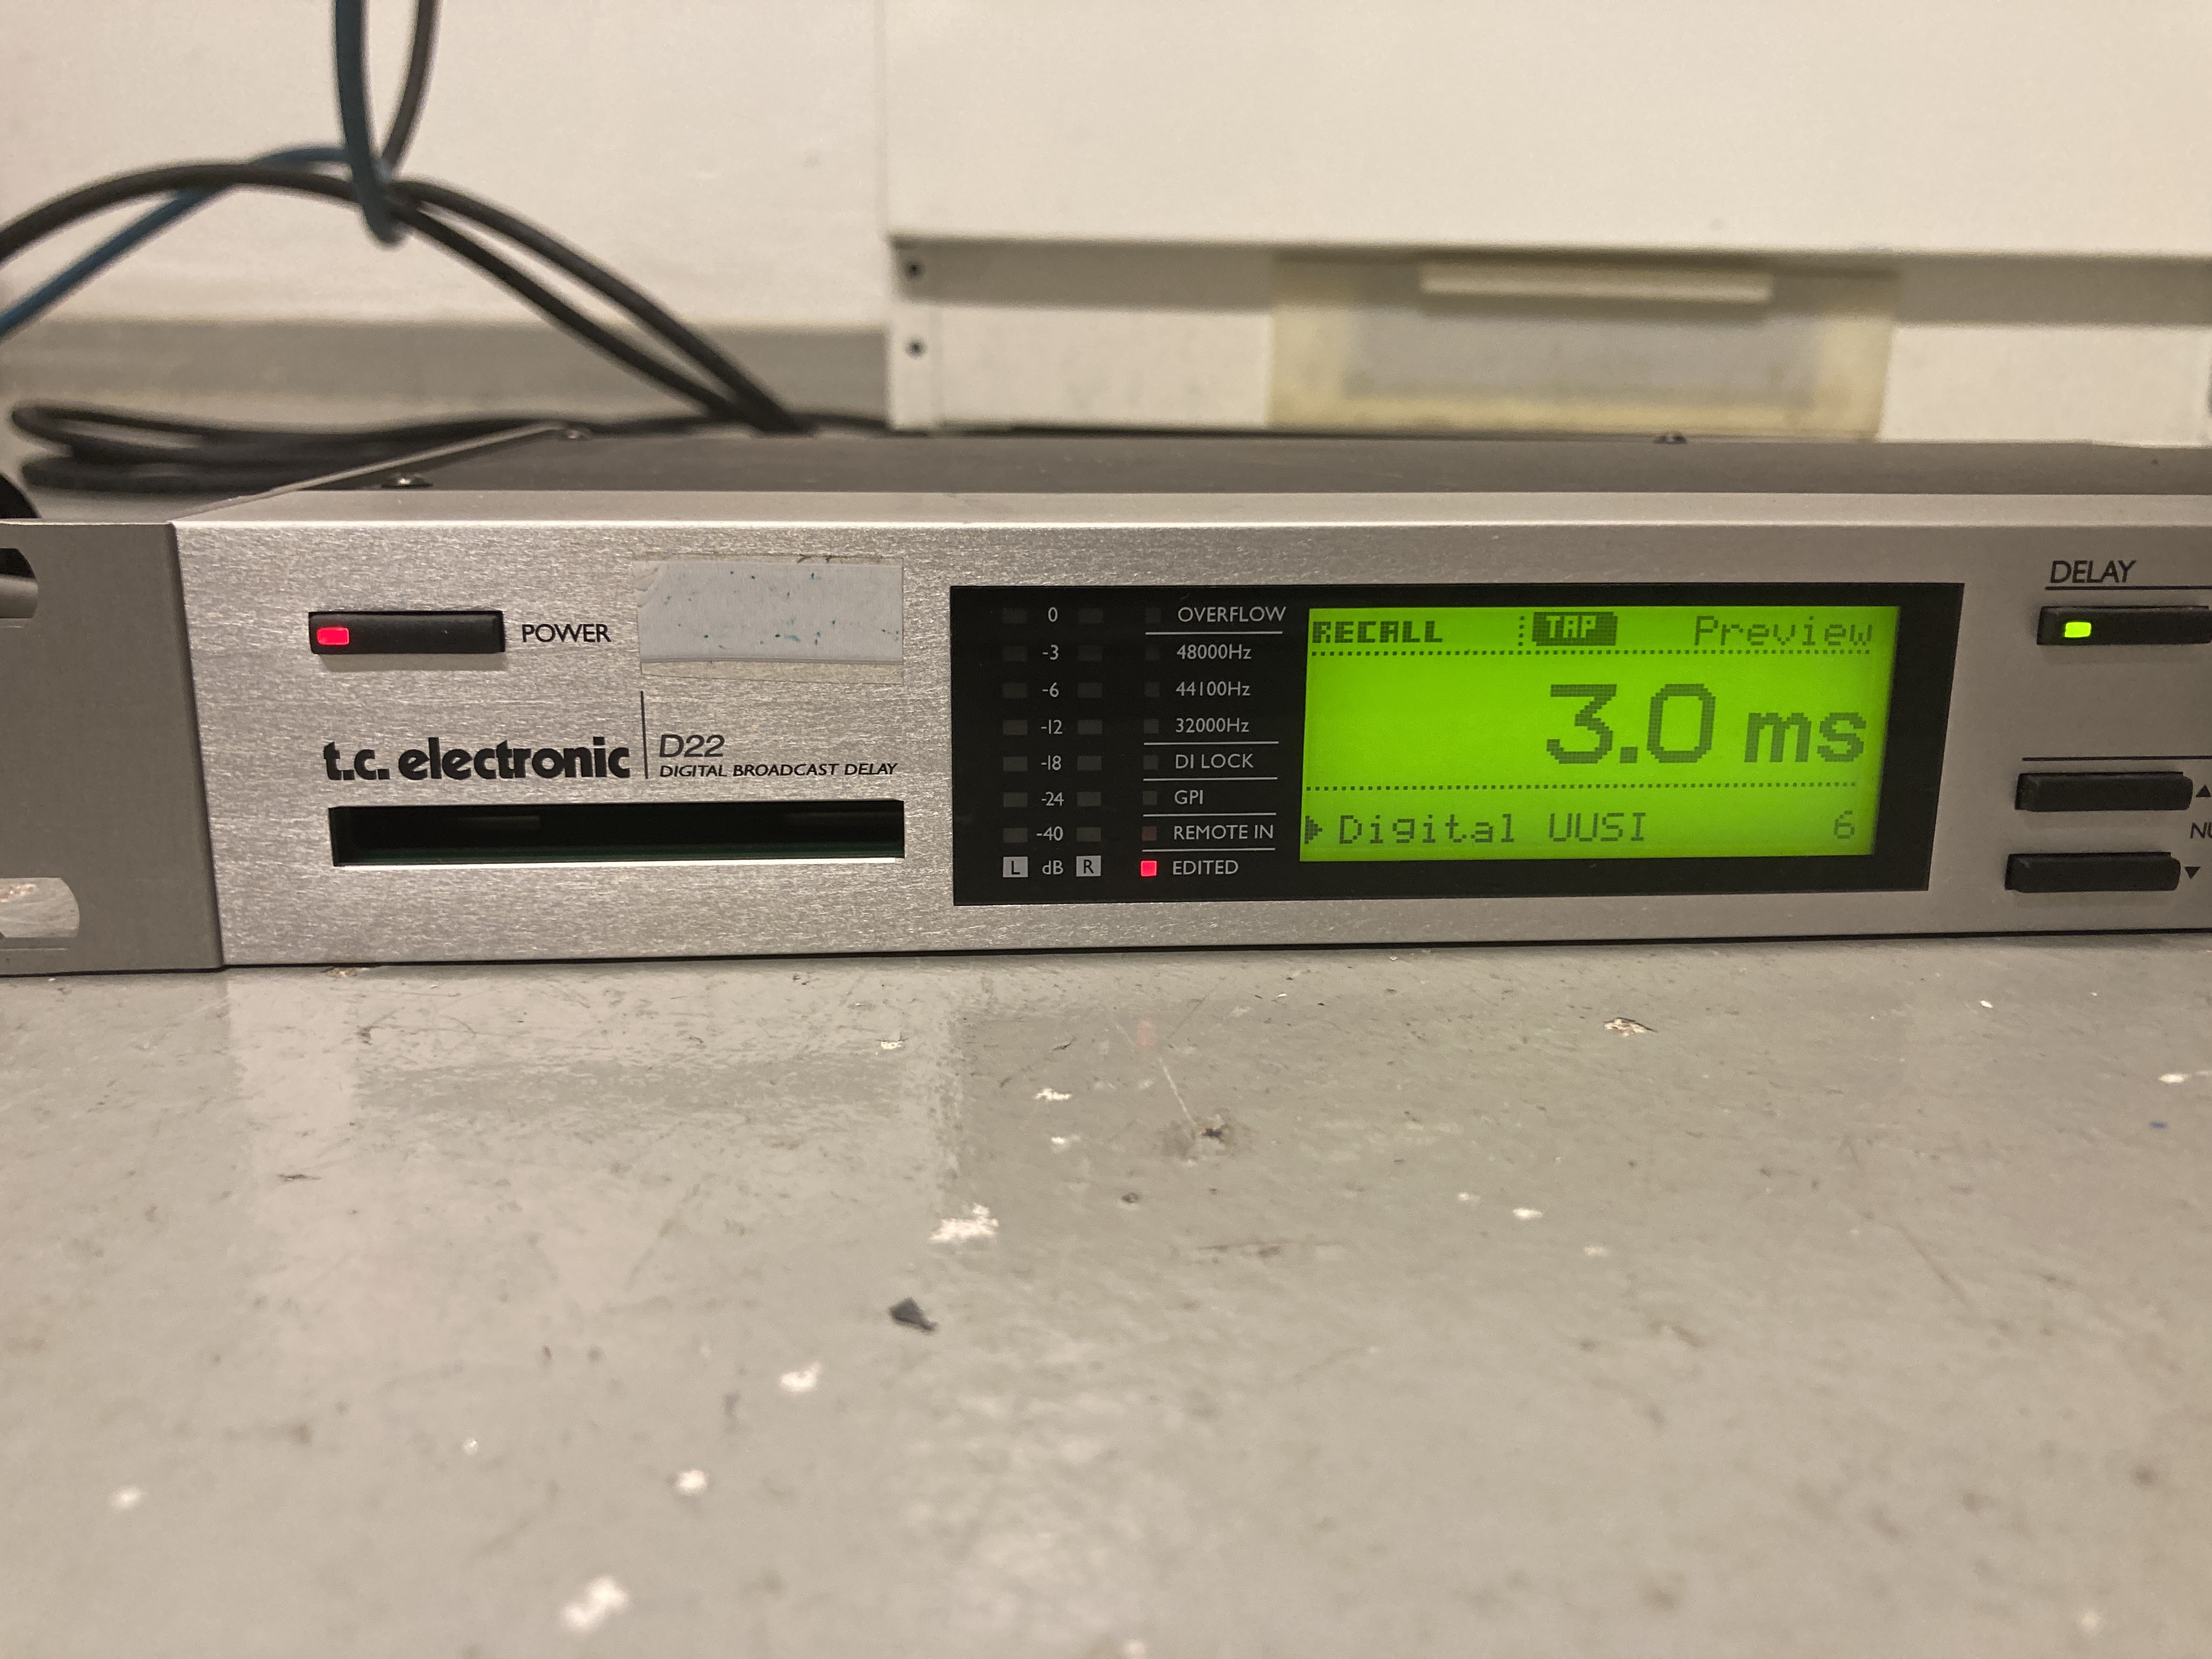 POWER
t.c. electronic
D22
DIGITAL BROADCAST DELAY
0
-3
-6
-12
-18
-24
-40
L dB R
OVERFLOW
48000Hz
44100Hz
32000Hz
DI LOCK
GPI
REMOTE IN
EDITED
RECALL TAP Preview
3.0 ms
Digital UUSI 6
DELAY